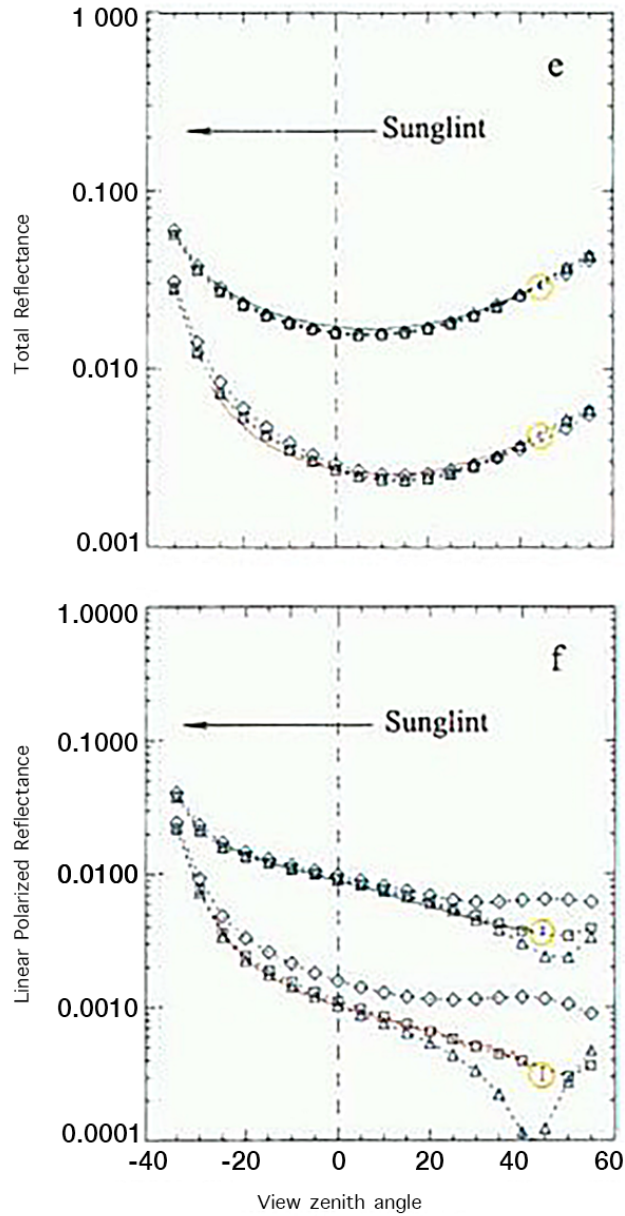 1 000
e
Sunglint
0.100
Total Reflectance
0.010
0.001
1.0000
f
Sunglint
0.1000
Linear Polarized Reflectance
0.0100
0.0010
0.0001
-40 -20 0 20 40 60
View zenith angle